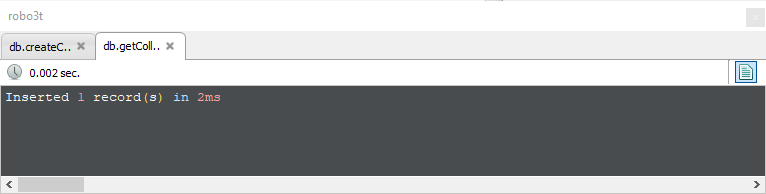 robo3t
db.createC..
db.getColl..
0.002 sec.
Inserted 1 record(s) in 2ms